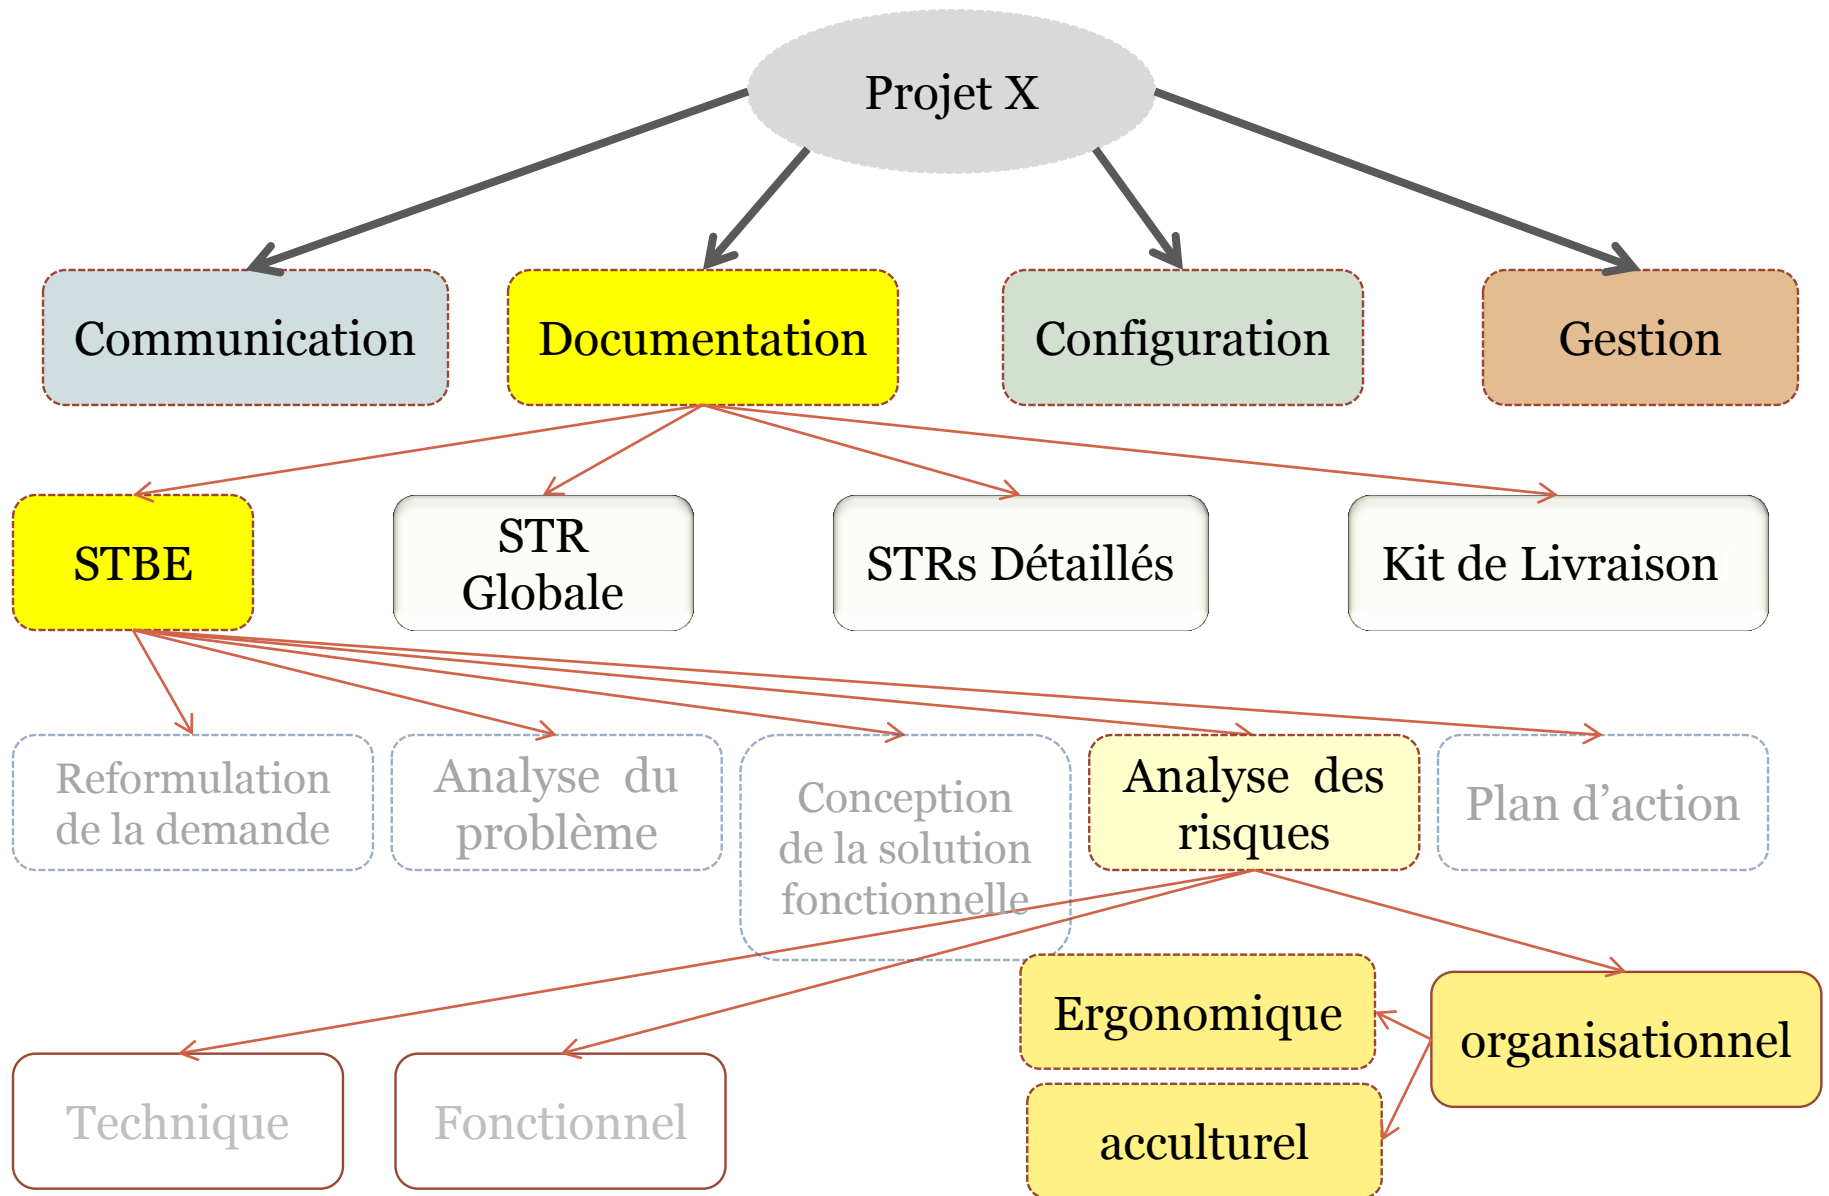 Projet X
Communication
Documentation
Configuration
Gestion
STBE
STR
Globale
STRs Détaillés
Kit de Livraison
Reformulation
de la demande
Analyse du
problème
Conception
de la solution
fonctionnelle
Analyse des
risques
Plan d’action
Ergonomique
organisationnel
Technique
Fonctionnel
acculturel